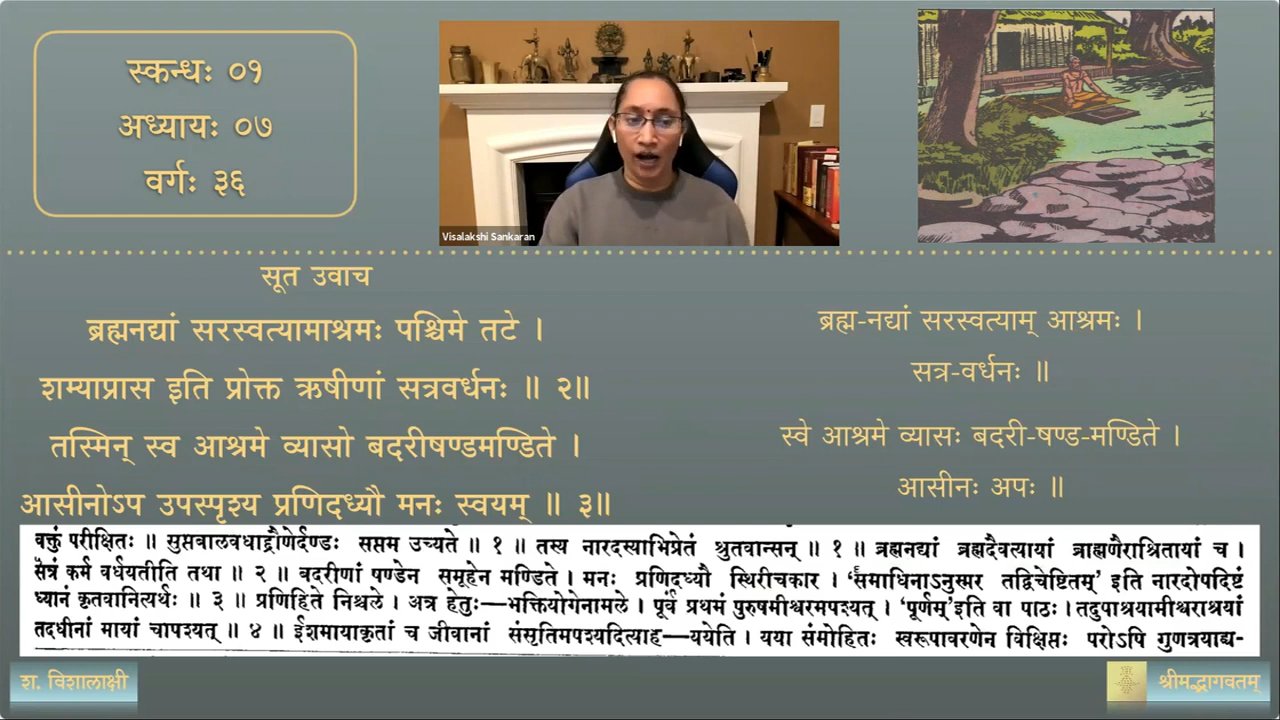 स्कन्धः ०१
अध्यायः ०७
वर्गः ३६
Visalakshi Sankaran
सूत उवाच
ब्रह्मनद्यां सरस्वत्यामाश्रमः पश्चिमे तटे ।
शम्याप्रास इति प्रोक्त ऋषीणां सत्रवर्धनः ॥ २॥
तस्मिन् स्व आश्रमे व्यासो बदरीषण्डमण्डिते ।
आसीनोऽप उपस्पृश्य प्रणिदध्यौ मनः स्वयम् ॥ ३॥
ब्रह्म-नद्यां सरस्वत्याम् आश्रमः ।
सत्र-वर्धनः ॥
स्वे आश्रमे व्यासः बदरी-षण्ड-मण्डिते ।
आसीनः अपः ॥
वक्तुं परीक्षितः ॥ सुप्तबालवधाद्द्रौणेर्दण्डः सप्तम उच्यते ॥ १ ॥ तस्य नारदस्याभिप्रेतं श्रुतवान्सन् ॥ १ ॥ ब्रह्मनद्यां ब्रह्मदैवत्यायां ब्राह्मणैराश्रितायां च ।
सत्रं कर्म वर्धयतीति तथा ॥ २ ॥ बदरीणां षण्डेन समूहेन मण्डिते । मनः प्रणिदध्यौ स्थिरीचकार । ‘समाधिनाऽनुस्मर तद्विचेष्टितम्’ इति नारदोपदिष्टं
ध्यानं कृतवानित्यर्थः ॥ ३ ॥ प्रणिहिते निश्चले । अत्र हेतुः—भक्तियोगेनामले । पूर्वं प्रथमं पुरुषमीश्वरमपश्यत् । ‘पूर्णम्’इति वा पाठः । तदुपाश्रयामीश्वराश्रयां
तदधीनां मायां चापश्यत् ॥ ४ ॥ ईशमायाकृतां च जीवानां संसृतिमपश्यदित्याह—ययेति । यया संमोहितः स्वरूपावरणेन विक्षिप्तः परोऽपि गुणत्रयाद्य-
श. विशालाक्षी
श्रीमद्भागवतम्